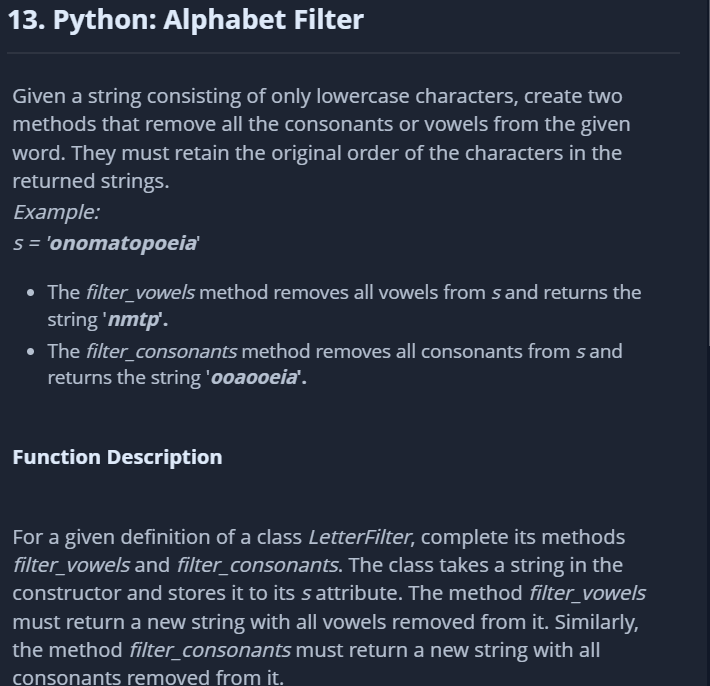 13. Python: Alphabet Filter
Given a string consisting of only lowercase characters, create two
methods that remove all the consonants or vowels from the given
word. They must retain the original order of the characters in the
returned strings.
Example:
s = 'onomatopoeia'
• The filter_vowels method removes all vowels from s and returns the
string 'nmtp'.
• The filter_consonants method removes all consonants from s and
returns the string 'ooaooeia'.
Function Description
For a given definition of a class LetterFilter, complete its methods
filter_vowels and filter_consonants. The class takes a string in the
constructor and stores it to its s attribute. The method filter_vowels
must return a new string with all vowels removed from it. Similarly,
the method filter_consonants must return a new string with all
consonants removed from it.